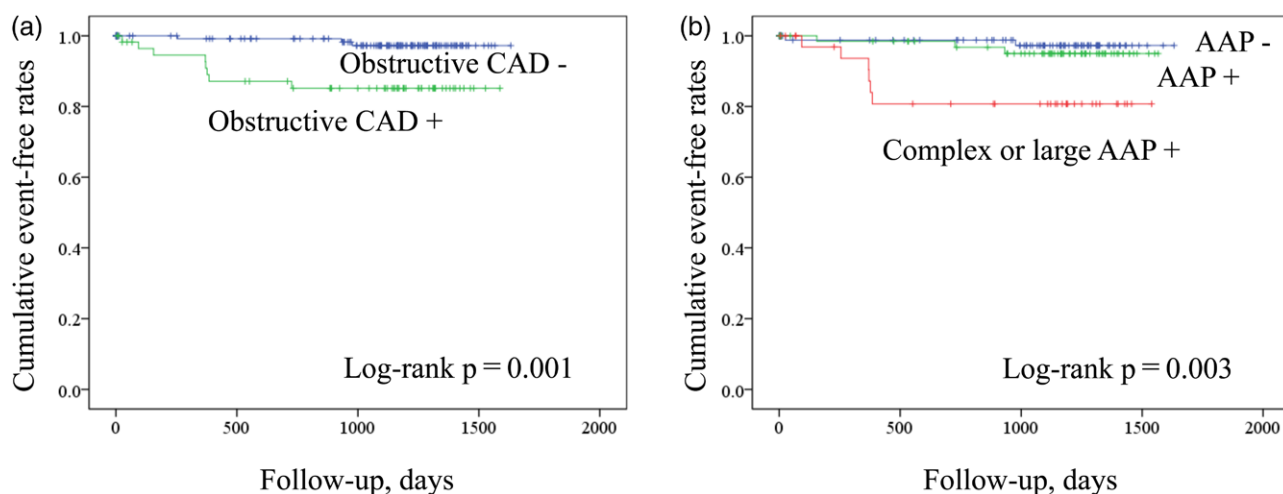 (a)
Cumulative event-free rates
1.0
0.8
0.6
0.4
0.2
0.0
Obstructive CAD -
Obstructive CAD +
Log-rank p = 0.001
0 500 1000 1500 2000
Follow-up, days
(b)
Cumulative event-free rates
1.0
0.8
0.6
0.4
0.2
0.0
AAP -
AAP +
Complex or large AAP +
Log-rank p = 0.003
0 500 1000 1500 2000
Follow-up, days